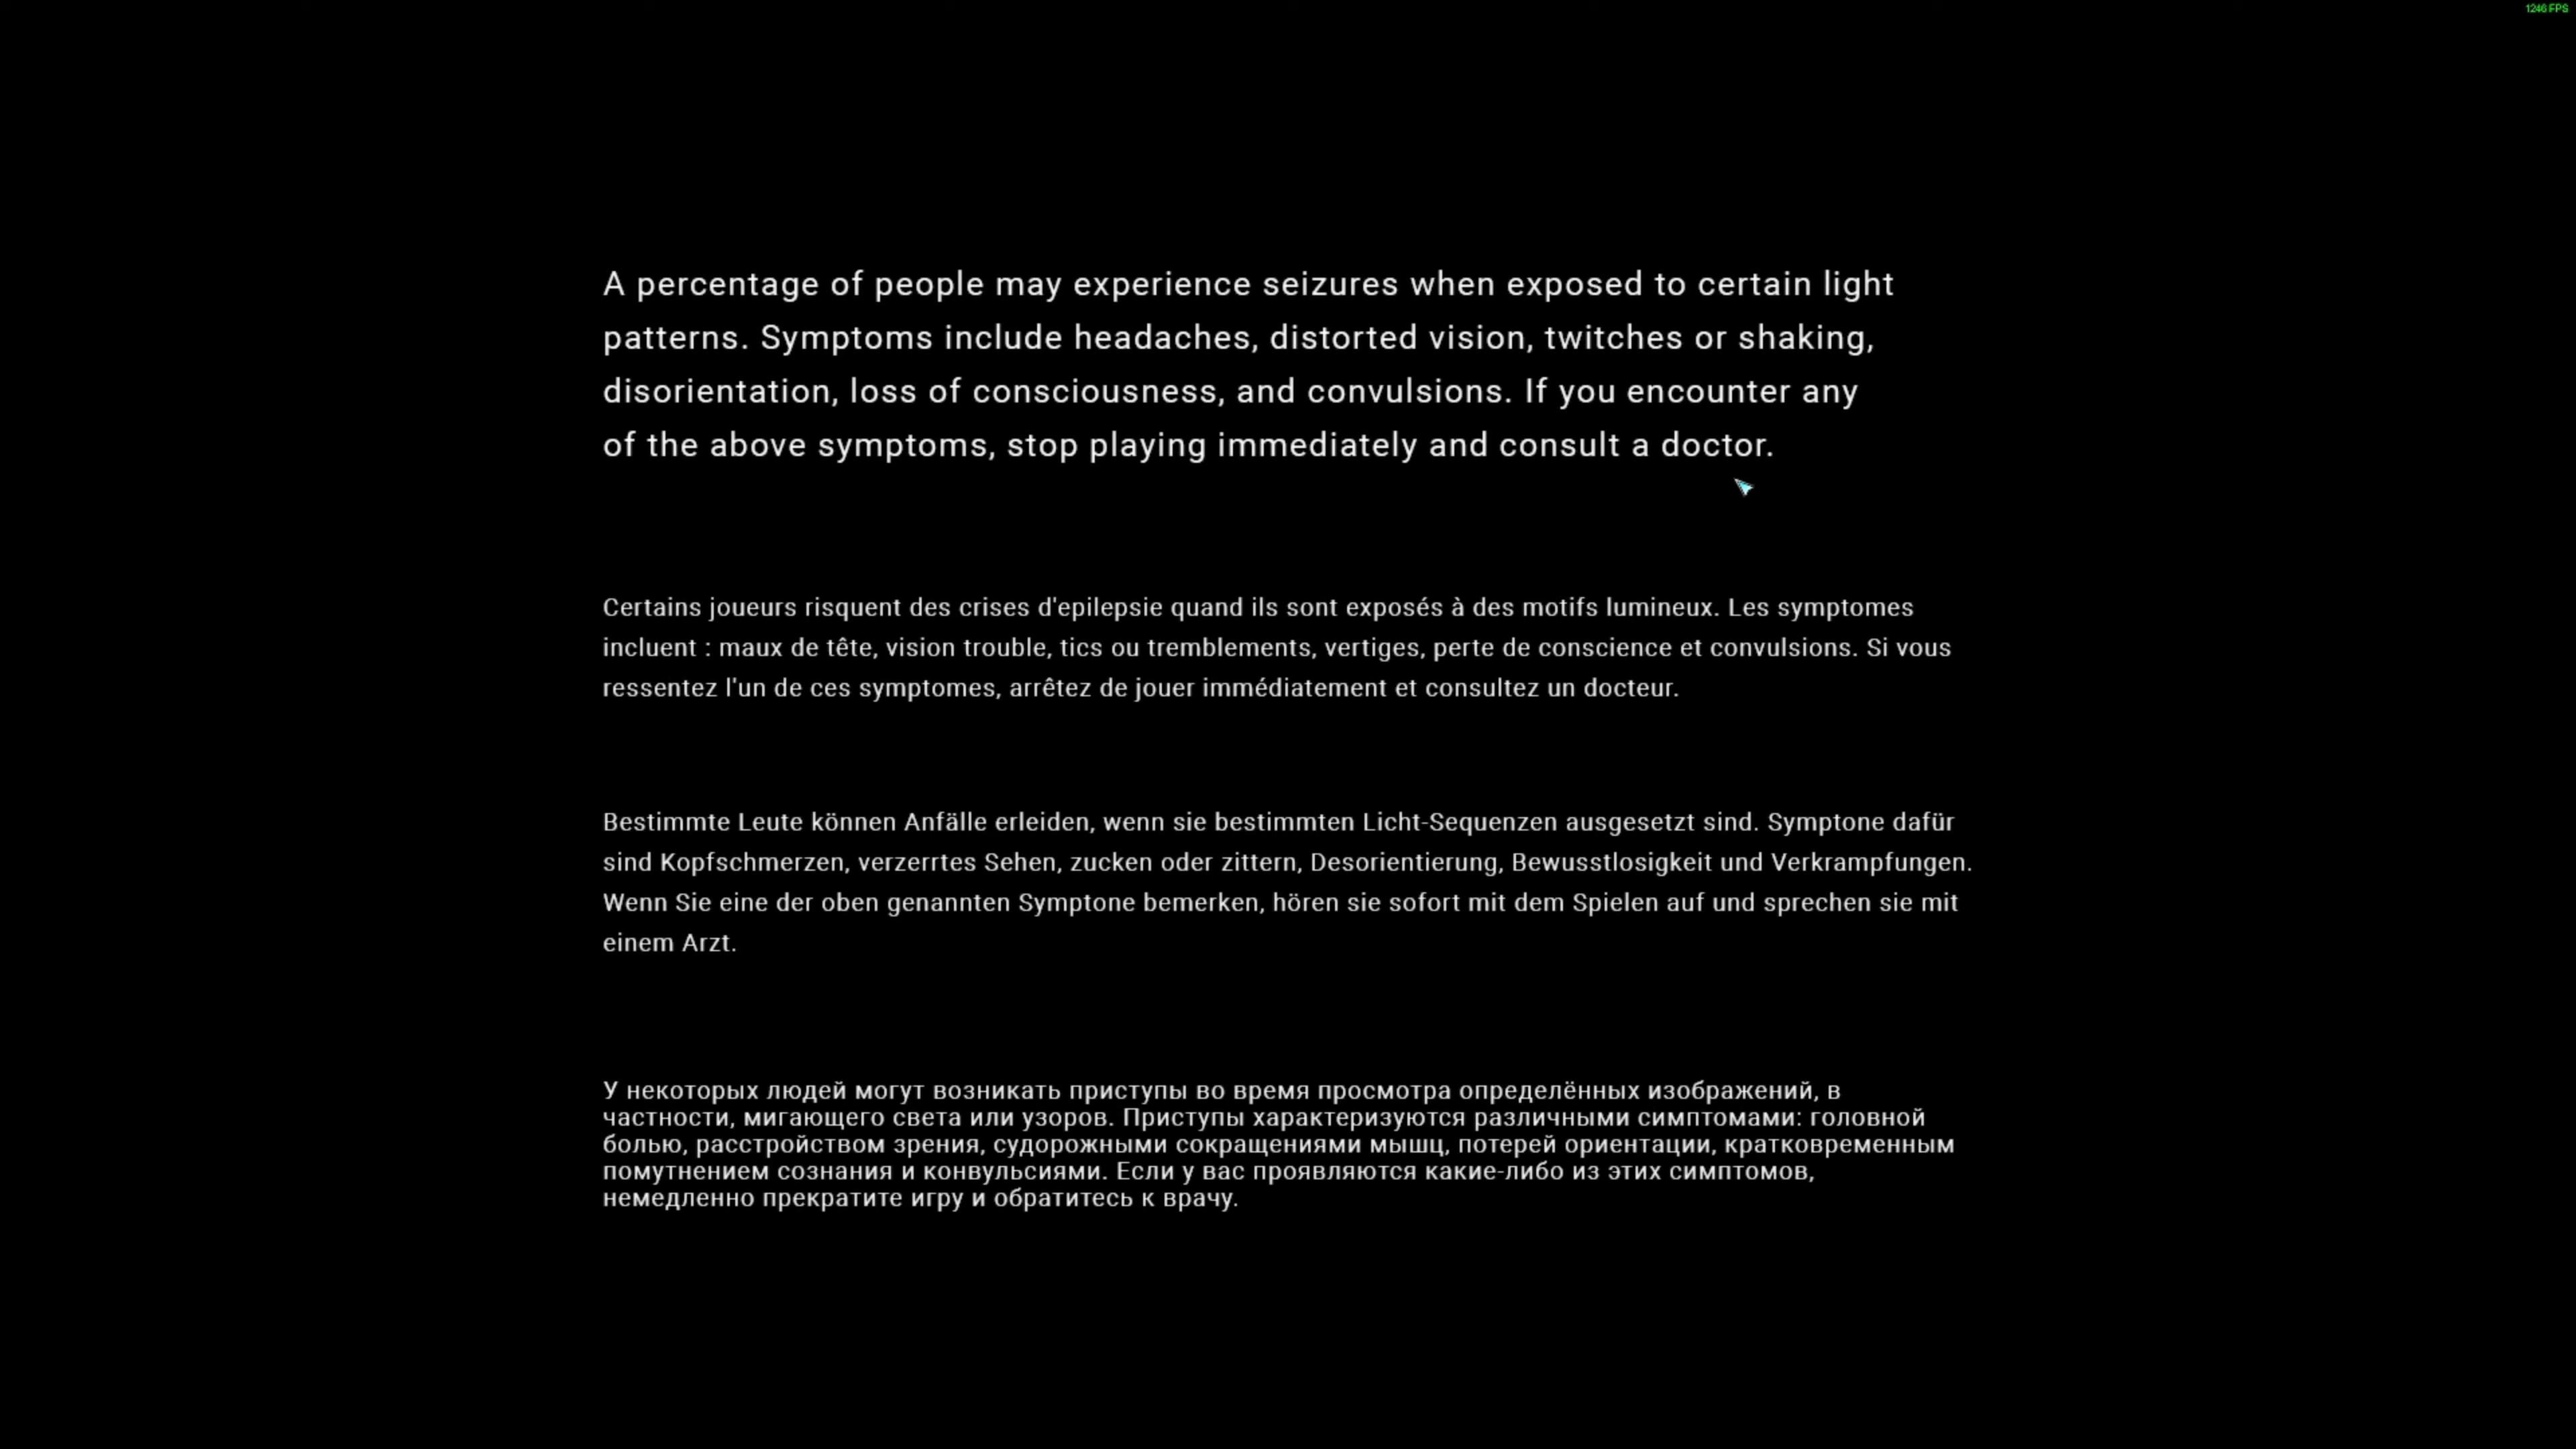 1246 FPS
A percentage of people may experience seizures when exposed to certain light
patterns. Symptoms include headaches, distorted vision, twitches or shaking,
disorientation, loss of consciousness, and convulsions. If you encounter any
of the above symptoms, stop playing immediately and consult a doctor.
Certains joueurs risquent des crises d'epilepsie quand ils sont exposés à des motifs lumineux. Les symptomes
incluent : maux de tête, vision trouble, tics ou tremblements, vertiges, perte de conscience et convulsions. Si vous
ressentez l'un de ces symptomes, arrêtez de jouer immédiatement et consultez un docteur.
Bestimmte Leute können Anfälle erleiden, wenn sie bestimmten Licht-Sequenzen ausgesetzt sind. Symptone dafür
sind Kopfschmerzen, verzerrtes Sehen, zucken oder zittern, Desorientierung, Bewusstlosigkeit und Verkrampfungen.
Wenn Sie eine der oben genannten Symptone bemerken, hören sie sofort mit dem Spielen auf und sprechen sie mit
einem Arzt.
У некоторых людей могут возникать приступы во время просмотра определённых изображений, в
частности, мигающего света или узоров. Приступы характеризуются различными симптомами: головной
болью, расстройством зрения, судорожными сокращениями мышц, потерей ориентации, кратковременным
помутнением сознания и конвульсиями. Если у вас проявляются какие-либо из этих симптомов,
немедленно прекратите игру и обратитесь к врачу.